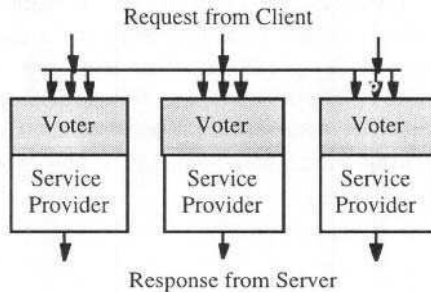 Request from Client
Voter Voter Voter
Service Service Service
Provider Provider Provider
Response from Server